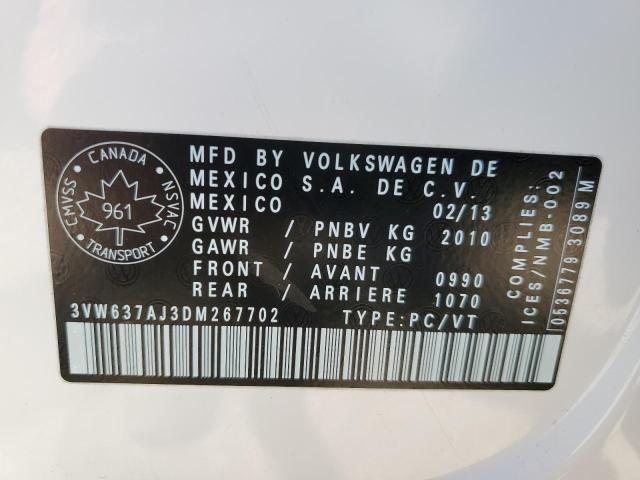 CANADA
CMVSS
NSVAC
961
TRANSPORT
MFD BY VOLKSWAGEN DE
MEXICO S.A. DE C.V.
MEXICO 02/13
GVWR / PNBV KG 2010
GAWR / PNBE KG
FRONT / AVANT 0990
REAR / ARRIERE 1070
3VW637AJ3DM267702 TYPE:PC/VT
COMPLIES:
ICES/NMB-002
0536779 3089 M